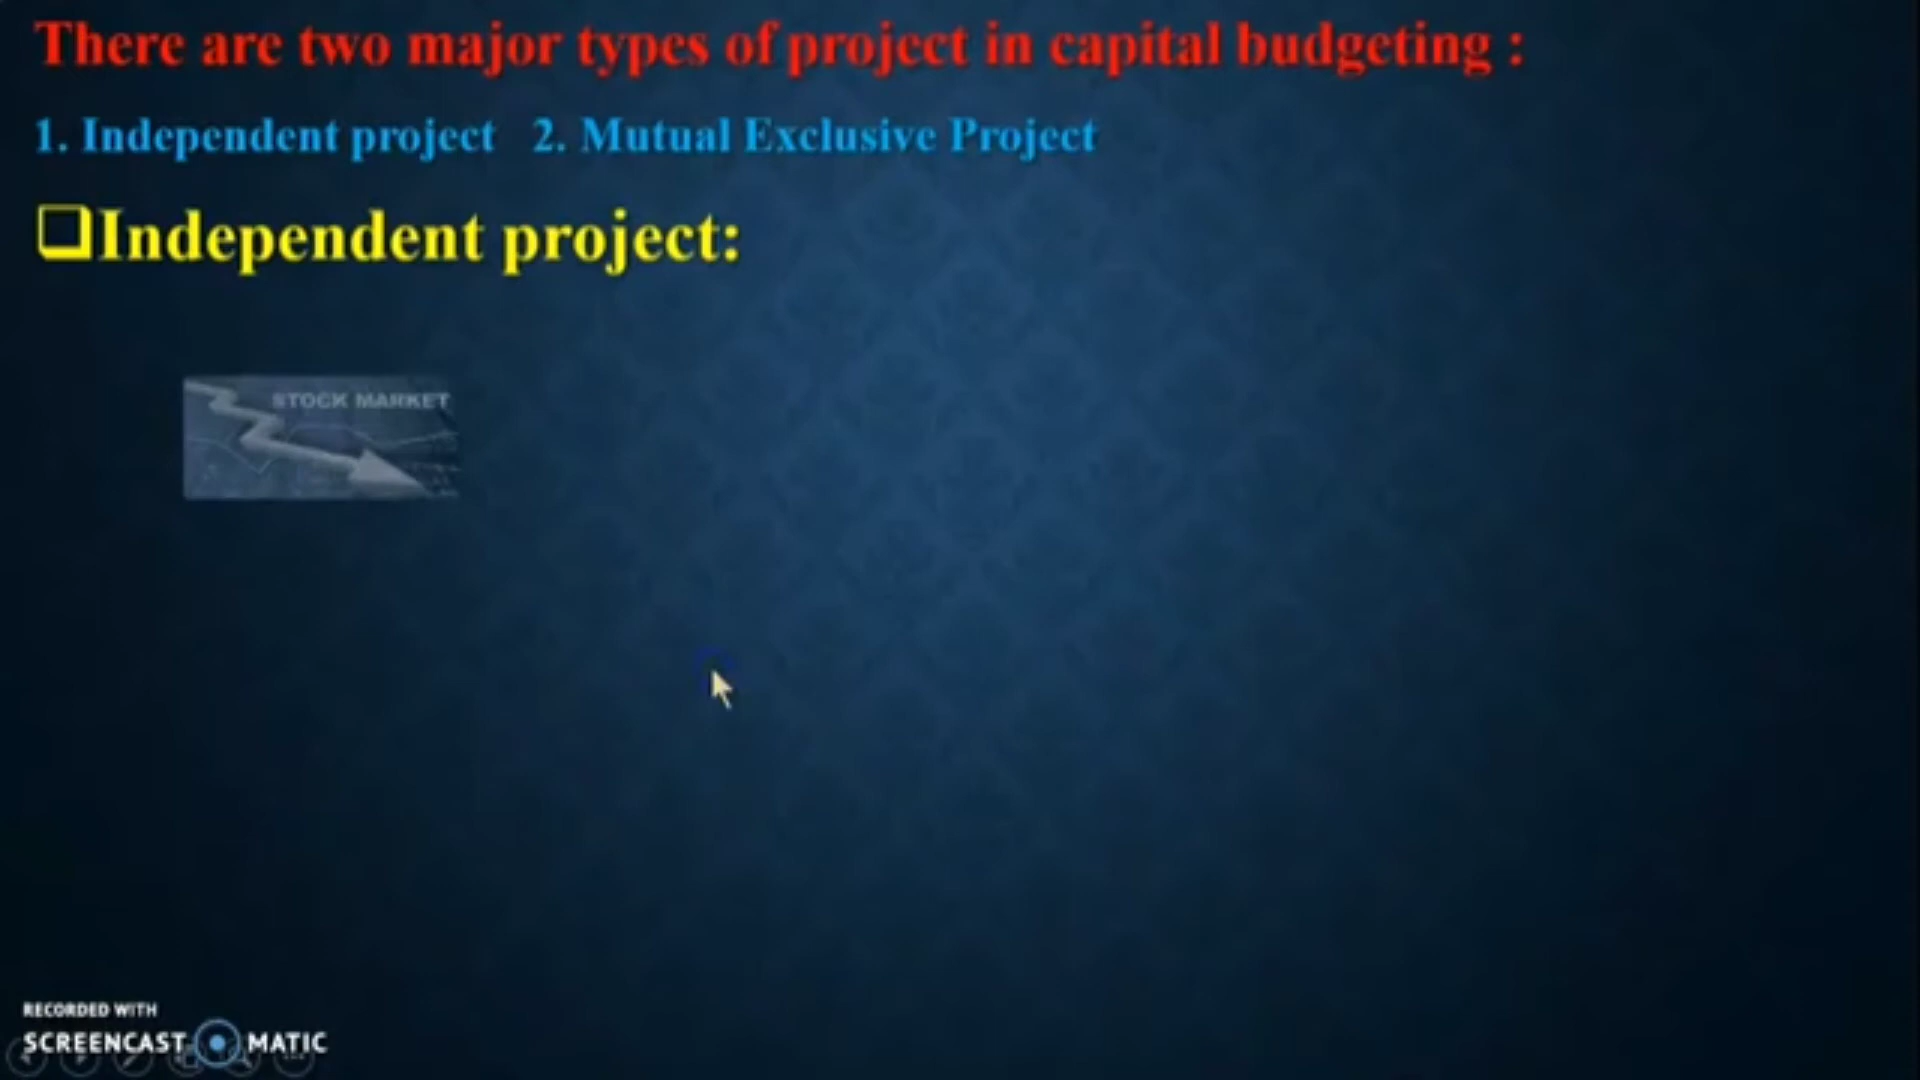 There are two major types of project in capital budgeting :
1. Independent project 2. Mutual Exclusive Project
❑Independent project:
STOCK MARKET
RECORDED WITH
SCREENCAST MATIC